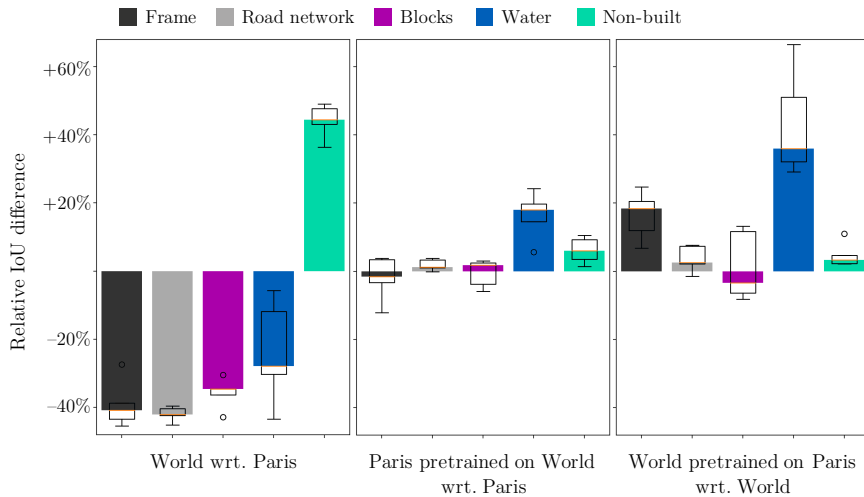 Frame Road network Blocks Water Non-built
+60%
+40%
+20%
−20%
−40%
Relative IoU difference
World wrt. Paris
Paris pretrained on World
wrt. Paris
World pretrained on Paris
wrt. World